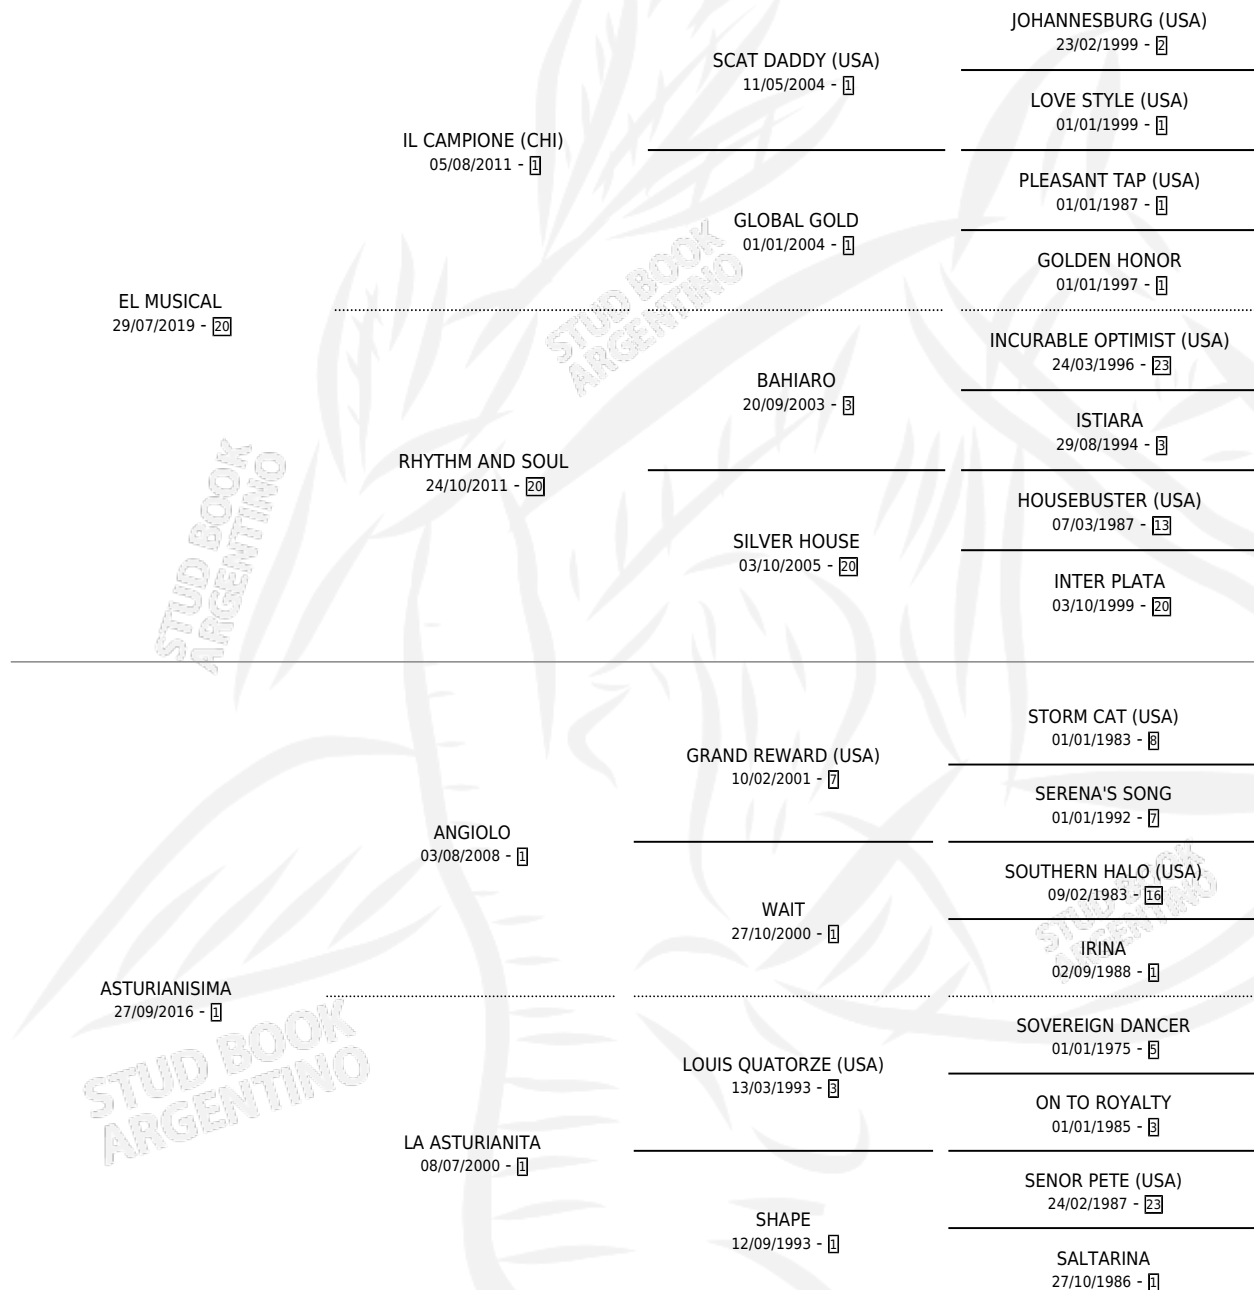 JOHANNESBURG (USA)
23/02/1999 - 2
SCAT DADDY (USA)
11/05/2004 - 1
LOVE STYLE (USA)
01/01/1999 - 1
IL CAMPIONE (CHI)
05/08/2011 - 1
PLEASANT TAP (USA)
01/01/1987 - 1
GLOBAL GOLD
01/01/2004 - 1
GOLDEN HONOR
01/01/1997 - 1
EL MUSICAL
29/07/2019 - 20
INCURABLE OPTIMIST (USA)
24/03/1996 - 23
BAHIARO
20/09/2003 - 3
ISTIARA
29/08/1994 - 3
RHYTHM AND SOUL
24/10/2011 - 20
HOUSEBUSTER (USA)
07/03/1987 - 13
SILVER HOUSE
03/10/2005 - 20
INTER PLATA
03/10/1999 - 20
STORM CAT (USA)
01/01/1983 - 8
GRAND REWARD (USA)
10/02/2001 - 7
SERENA'S SONG
01/01/1992 - 7
ANGIOLO
03/08/2008 - 1
SOUTHERN HALO (USA)
09/02/1983 - 16
WAIT
27/10/2000 - 1
IRINA
02/09/1988 - 1
ASTURIANISIMA
27/09/2016 - 1
SOVEREIGN DANCER
01/01/1975 - 5
LOUIS QUATORZE (USA)
13/03/1993 - 3
ON TO ROYALTY
01/01/1985 - 3
LA ASTURIANITA
08/07/2000 - 1
SENOR PETE (USA)
24/02/1987 - 23
SHAPE
12/09/1993 - 1
SALTARINA
27/10/1986 - 1
STUD BOOK
ARGENTINO
STUD BOOK
ARGENTINO
STUD BOOK
ARGENTINO
STUD BOOK
ARGENTINO